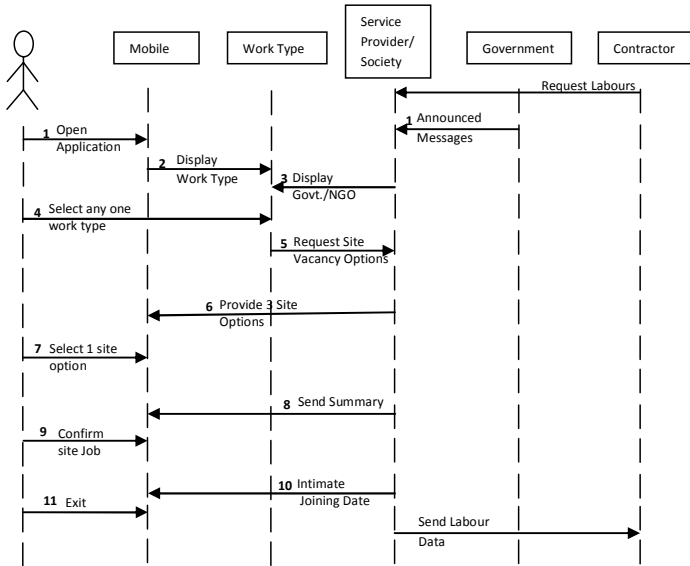 Service
Provider/
Society
Mobile
Work Type
Government
Contractor
Request Labours
1 Announced
Messages
1 Open
Application
2 Display
Work Type
3 Display
Govt./NGO
4 Select any one
work type
5 Request Site
Vacancy Options
6 Provide 3 Site
Options
7 Select 1 site
option
8 Send Summary
9 Confirm
site Job
10 Intimate
Joining Date
11 Exit
Send Labour
Data